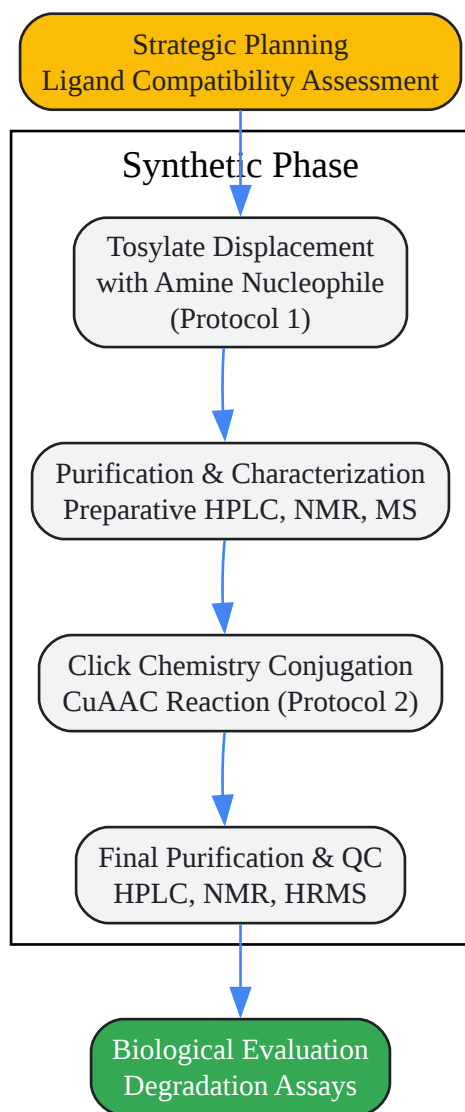 Strategic Planning
Ligand Compatibility Assessment
Synthetic Phase
Tosylate Displacement
with Amine Nucleophile
(Protocol 1)
Purification & Characterization
Preparative HPLC, NMR, MS
Click Chemistry Conjugation
CuAAC Reaction (Protocol 2)
Final Purification & QC
HPLC, NMR, HRMS
Biological Evaluation
Degradation Assays